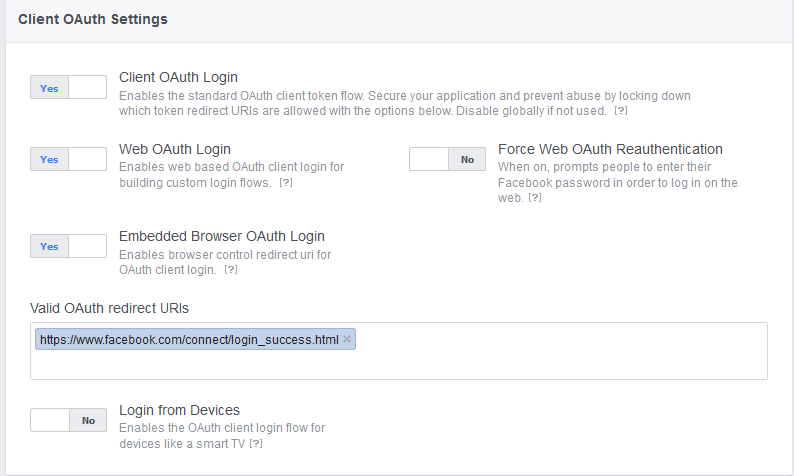 Client OAuth Settings
Yes
Client OAuth Login
Enables the standard OAuth client token flow. Secure your application and prevent abuse by locking down
which token redirect URIs are allowed with the options below. Disable globally if not used. [?]
Yes
Web OAuth Login
Enables web based OAuth client login for
building custom login flows. [?]
No
Force Web OAuth Reauthentication
When on, prompts people to enter their
Facebook password in order to log in on the
web. [?]
Yes
Embedded Browser OAuth Login
Enables browser control redirect uri for
OAuth client login. [?]
Valid OAuth redirect URIs
https://www.facebook.com/connect/login_success.html ×
No
Login from Devices
Enables the OAuth client login flow for
devices like a smart TV [?]